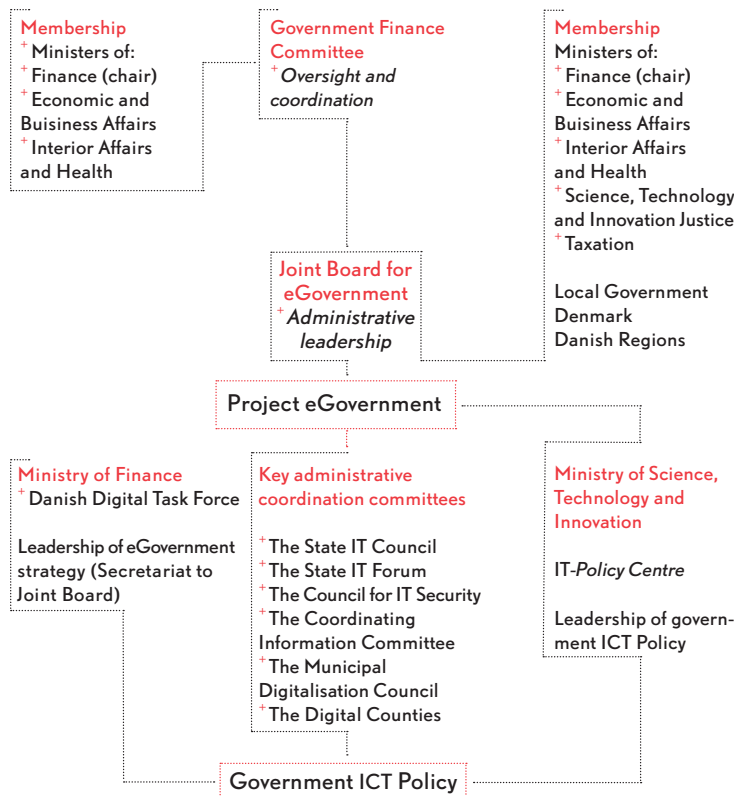 Membership
+ Ministers of:
+ Finance (chair)
+ Economic and
Buisiness Affairs
+ Interior Affairs
and Health
Government Finance
Committee
+ Oversight and
coordination
Membership
Ministers of:
+ Finance (chair)
+ Economic and
Buisiness Affairs
+ Interior Affairs
and Health
+ Science, Technology
and Innovation Justice
+ Taxation
Local Government
Denmark
Danish Regions
Joint Board for
eGovernment
+ Administrative
leadership
Project eGovernment
Ministry of Finance
+ Danish Digital Task Force
Leadership of eGovernment
strategy (Secretariat to
Joint Board)
Key administrative
coordination committees
+ The State IT Council
+ The State IT Forum
+ The Council for IT Security
+ The Coordinating
Information Committee
+ The Municipal
Digitalisation Council
+ The Digital Counties
Ministry of Science,
Technology and
Innovation
IT-Policy Centre
Leadership of govern-
ment ICT Policy
Government ICT Policy